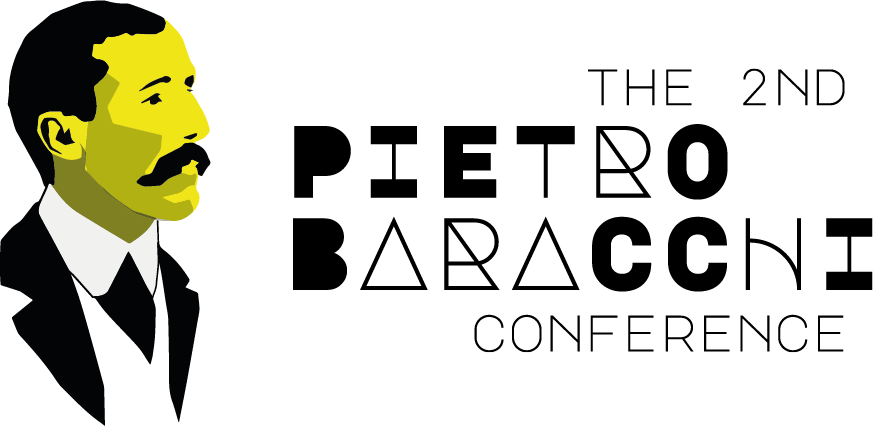 THE 2ND
PIETRO
BARACCHI
CONFERENCE